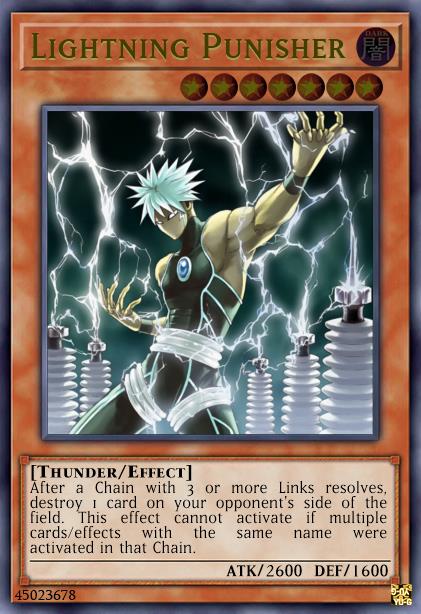 LIGHTNING PUNISHER
DARK
闇
[THUNDER/EFFECT]
After a Chain with 3 or more Links resolves,
destroy 1 card on your opponent's side of the
field. This effect cannot activate if multiple
cards/effects with the same name were
activated in that Chain.
ATK/2600 DEF/1600
45023678